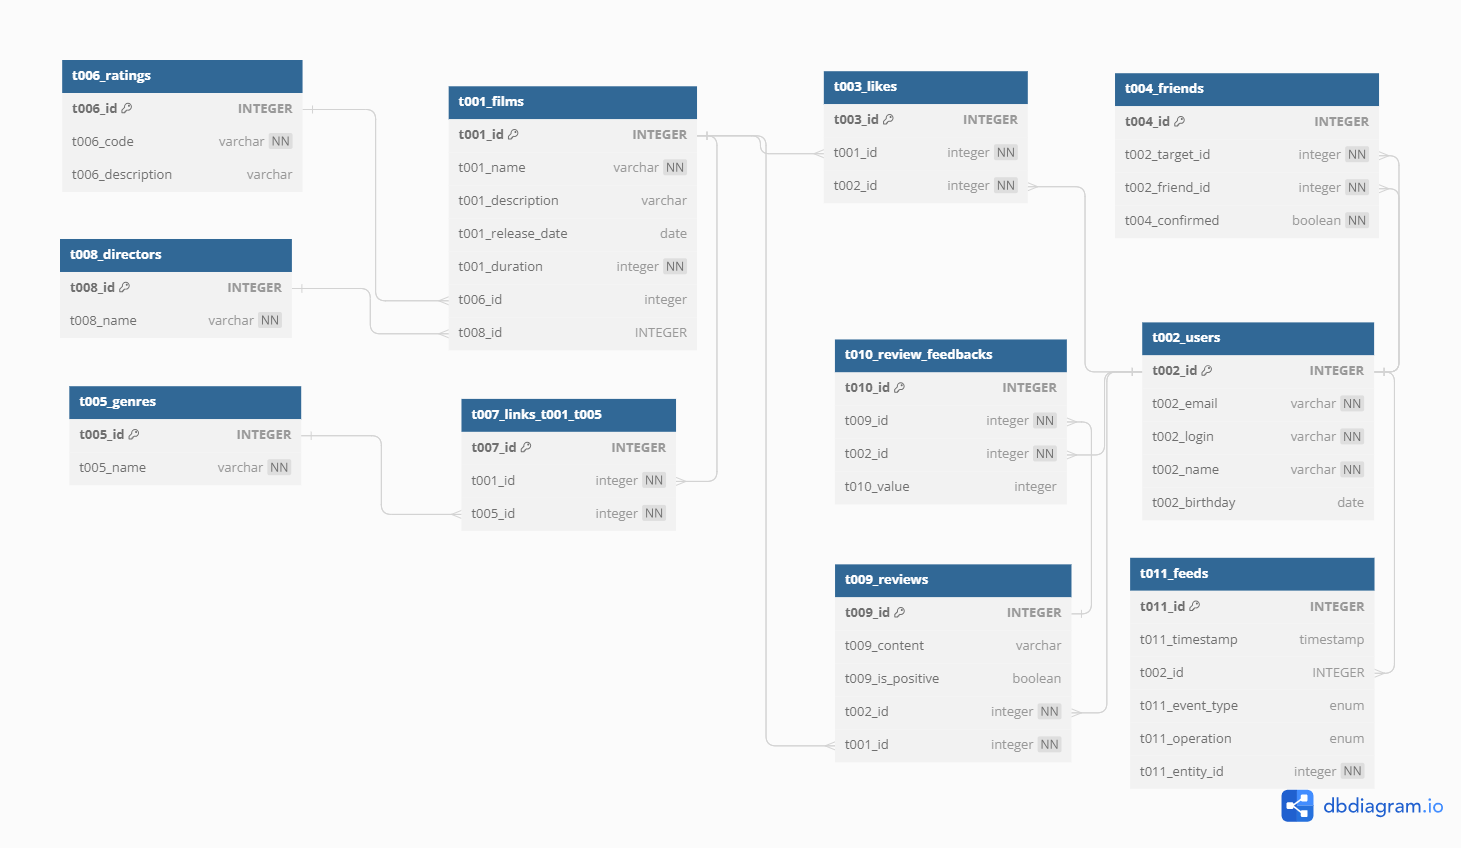 t006_ratings
t006_id INTEGER
t006_code varchar NN
t006_description varchar
t008_directors
t008_id INTEGER
t008_name varchar NN
t005_genres
t005_id INTEGER
t005_name varchar NN
t001_films
t001_id INTEGER
t001_name varchar NN
t001_description varchar
t001_release_date date
t001_duration integer NN
t006_id integer
t008_id INTEGER
t007_links_t001_t005
t007_id INTEGER
t001_id integer NN
t005_id integer NN
t003_likes
t003_id INTEGER
t001_id integer NN
t002_id integer NN
t010_review_feedbacks
t010_id INTEGER
t009_id integer NN
t002_id integer NN
t010_value integer
t009_reviews
t009_id INTEGER
t009_content varchar
t009_is_positive boolean
t002_id integer NN
t001_id integer NN
t004_friends
t004_id INTEGER
t002_target_id integer NN
t002_friend_id integer NN
t004_confirmed boolean NN
t002_users
t002_id INTEGER
t002_email varchar NN
t002_login varchar NN
t002_name varchar NN
t002_birthday date
t011_feeds
t011_id INTEGER
t011_timestamp timestamp
t002_id INTEGER
t011_event_type enum
t011_operation enum
t011_entity_id integer NN
dbdiagram.io